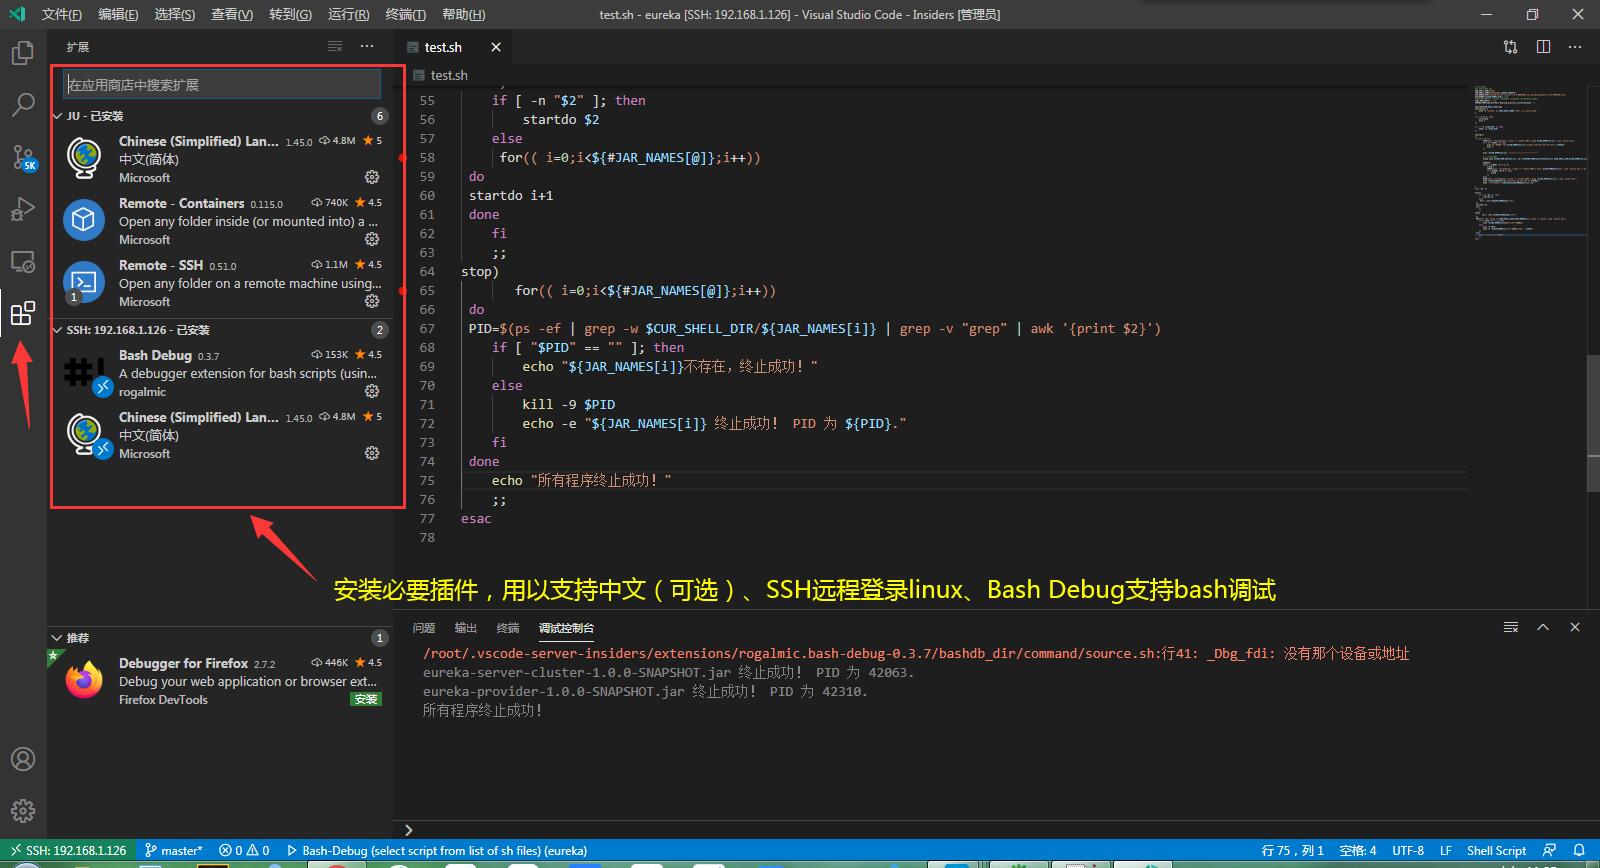 文件(F) 编辑(E) 选择(S) 查看(V) 转到(G) 运行(R) 终端(T) 帮助(H)
test.sh - eureka [SSH: 192.168.1.126] - Visual Studio Code - Insiders [管理员]
扩展
在应用商店中搜索扩展
JU - 已安装 6
Chinese (Simplified) Lan... 1.45.0 4.8M 5
中文(简体)
Microsoft
5K
Remote - Containers 0.115.0 740K 4.5
Open any folder inside (or mounted into) a ...
Microsoft
Remote - SSH 0.51.0 1.1M 4.5
Open any folder on a remote machine using...
1
Microsoft
SSH: 192.168.1.126 - 已安装 2
Bash Debug 0.3.7 153K 4.5
#!
A debugger extension for bash scripts (usin...
rogalmic
Chinese (Simplified) Lan... 1.45.0 4.8M 5
中文(简体)
Microsoft
推荐 1
Debugger for Firefox 2.7.2 446K 4.5
Debug your web application or browser ext...
Firefox DevTools 安装
test.sh
test.sh
55 if [ -n "$2" ]; then
56 startdo $2
57 else
58 for(( i=0;i<${#JAR_NAMES[@]};i++))
59 do
60 startdo i+1
61 done
62 fi
63 ;;
64 stop)
65 for(( i=0;i<${#JAR_NAMES[@]};i++))
66 do
67 PID=$(ps -ef | grep -w $CUR_SHELL_DIR/${JAR_NAMES[i]} | grep -v "grep" | awk '{print $2}')
68 if [ "$PID" == "" ]; then
69 echo "${JAR_NAMES[i]}不存在，终止成功！"
70 else
71 kill -9 $PID
72 echo -e "${JAR_NAMES[i]} 终止成功！ PID 为 ${PID}."
73 fi
74 done
75 echo "所有程序终止成功！"
76 ;;
77 esac
78
安装必要插件，用以支持中文（可选）、SSH远程登录linux、Bash Debug支持bash调试
问题 输出 终端 调试控制台
/root/.vscode-server-insiders/extensions/rogalmic.bash-debug-0.3.7/bashdb_dir/command/source.sh:行41: _Dbg_fdi: 没有那个设备或地址
eureka-server-cluster-1.0.0-SNAPSHOT.jar 终止成功！ PID 为 42063.
eureka-provider-1.0.0-SNAPSHOT.jar 终止成功！ PID 为 42310.
所有程序终止成功！
SSH: 192.168.1.126 master* 0 0 Bash-Debug (select script from list of sh files) (eureka) 行 75，列 1 空格: 4 UTF-8 LF Shell Script